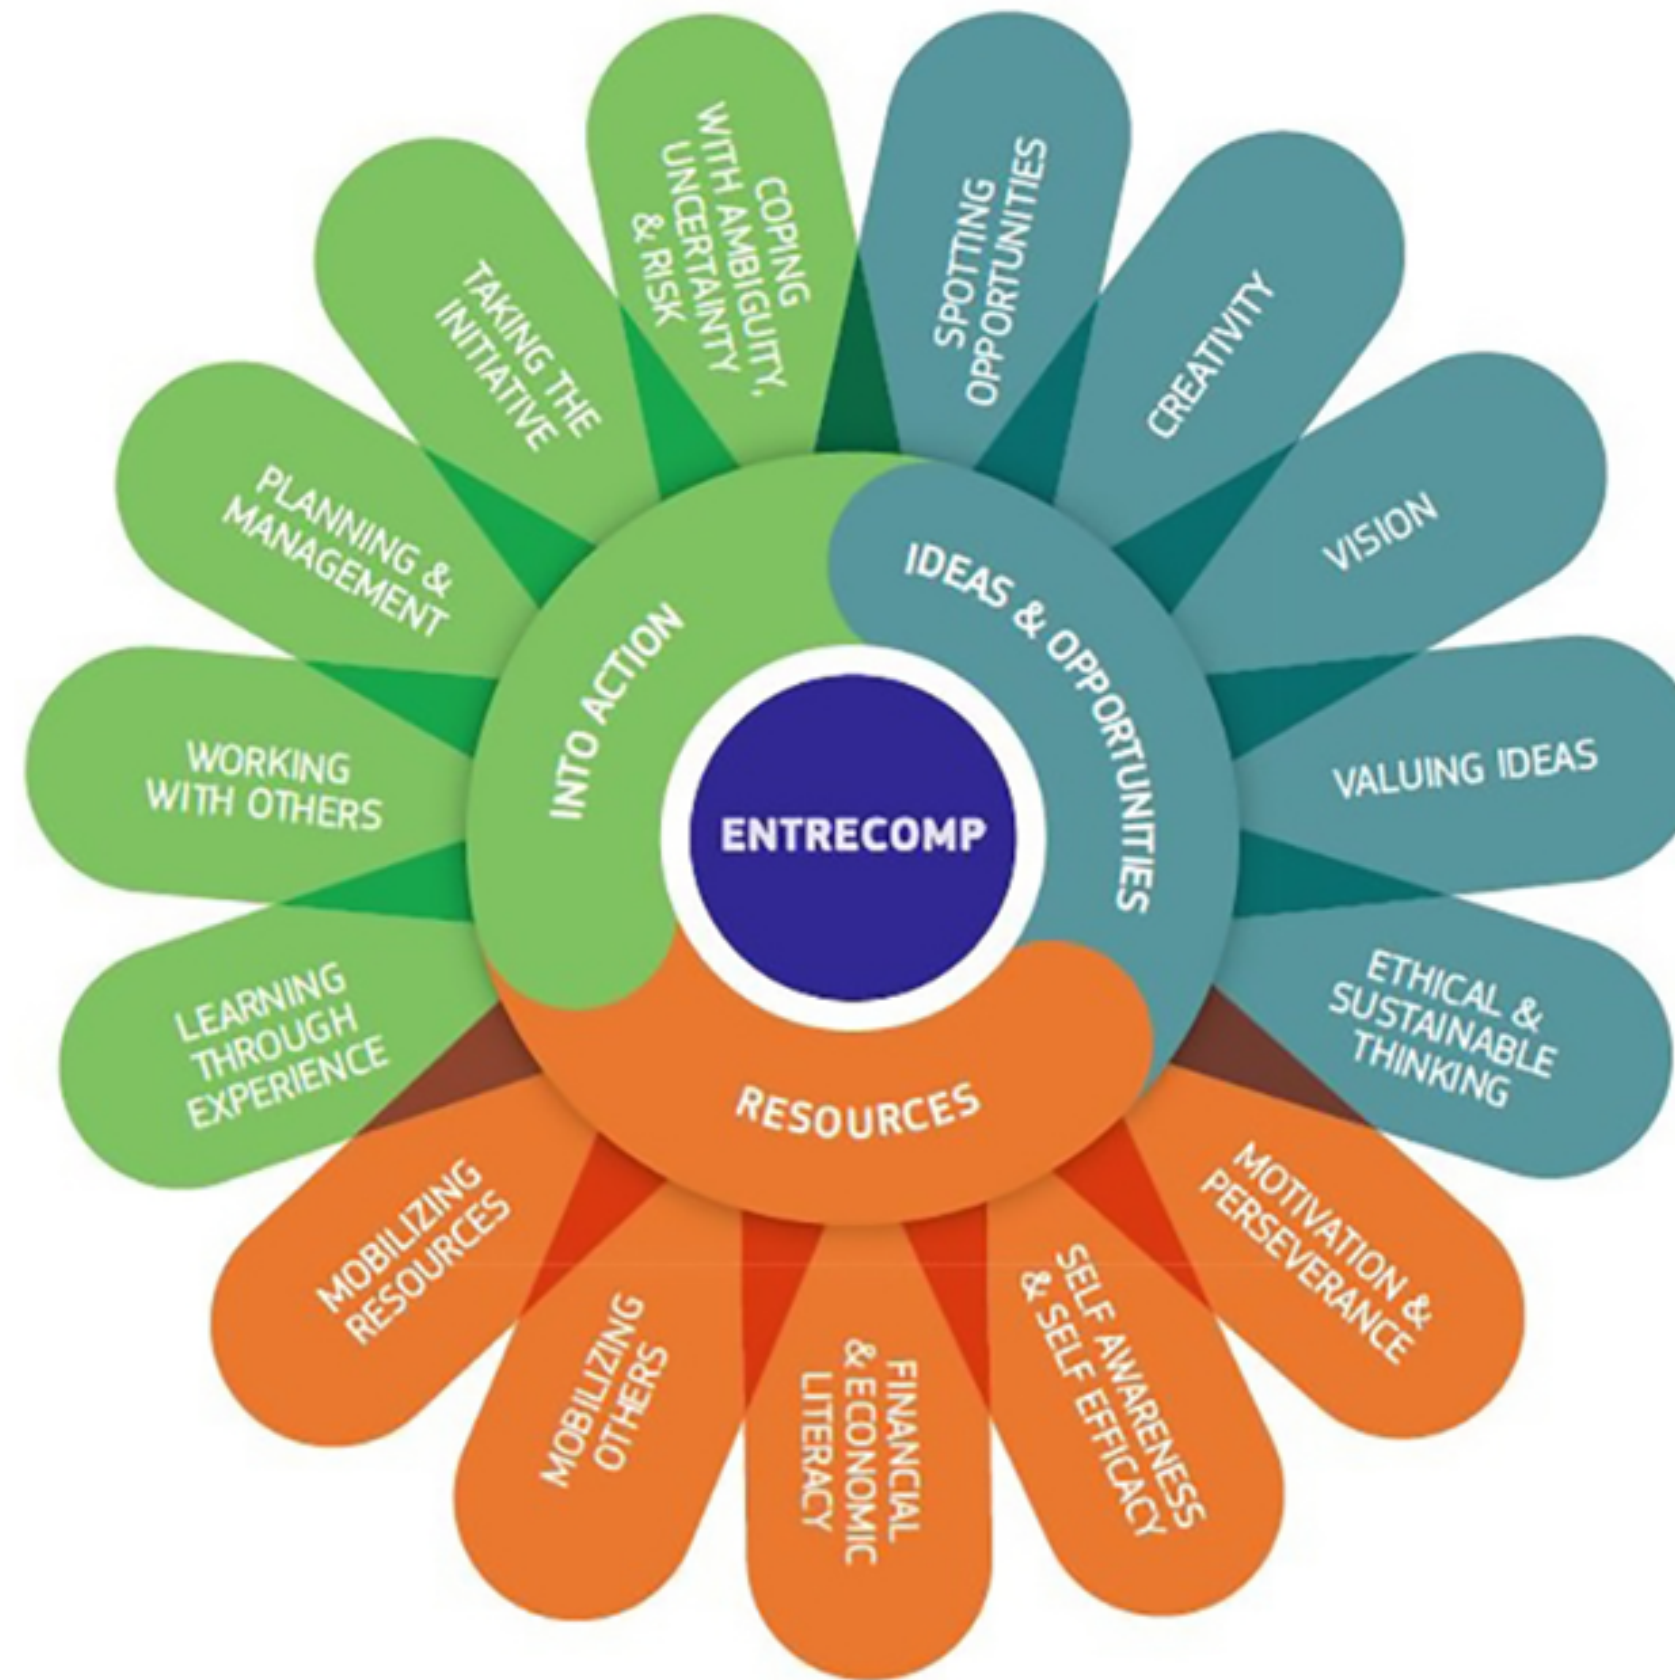 ENTRECOMP
IDEAS & OPPORTUNITIES
SPOTTING
OPPORTUNITIES
CREATIVITY
VISION
VALUING IDEAS
ETHICAL &
SUSTAINABLE
THINKING
RESOURCES
MOTIVATION &
PERSEVERANCE
SELF AWARENESS
& SELF EFFICACY
FINANCIAL
& ECONOMIC
LITERACY
MOBILIZING
OTHERS
MOBILIZING
RESOURCES
INTO ACTION
LEARNING
THROUGH
EXPERIENCE
WORKING
WITH OTHERS
PLANNING &
MANAGEMENT
TAKING THE
INITIATIVE
COPING
WITH AMBIGUITY,
UNCERTAINTY
& RISK